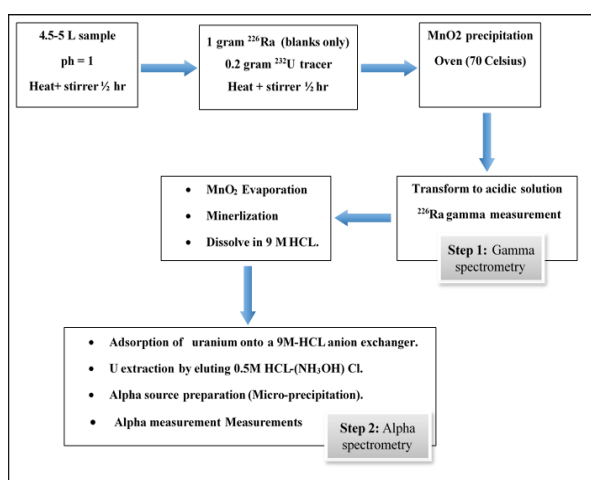 4.5-5 L sample
ph = 1
Heat+ stirrer ½ hr
1 gram ²²⁶Ra (blanks only)
0.2 gram ²³²U tracer
Heat + stirrer ½ hr
MnO2 precipitation
Oven (70 Celsius)
Transform to acidic solution
²²⁶Ra gamma measurement
Step 1: Gamma
spectrometry
• MnO₂ Evaporation
• Minerlization
• Dissolve in 9 M HCL.
• Adsorption of uranium onto a 9M-HCL anion exchanger.
• U extraction by eluting 0.5M HCL-(NH₃OH) Cl.
• Alpha source preparation (Micro-precipitation).
• Alpha measurement Measurements
Step 2: Alpha
spectrometry